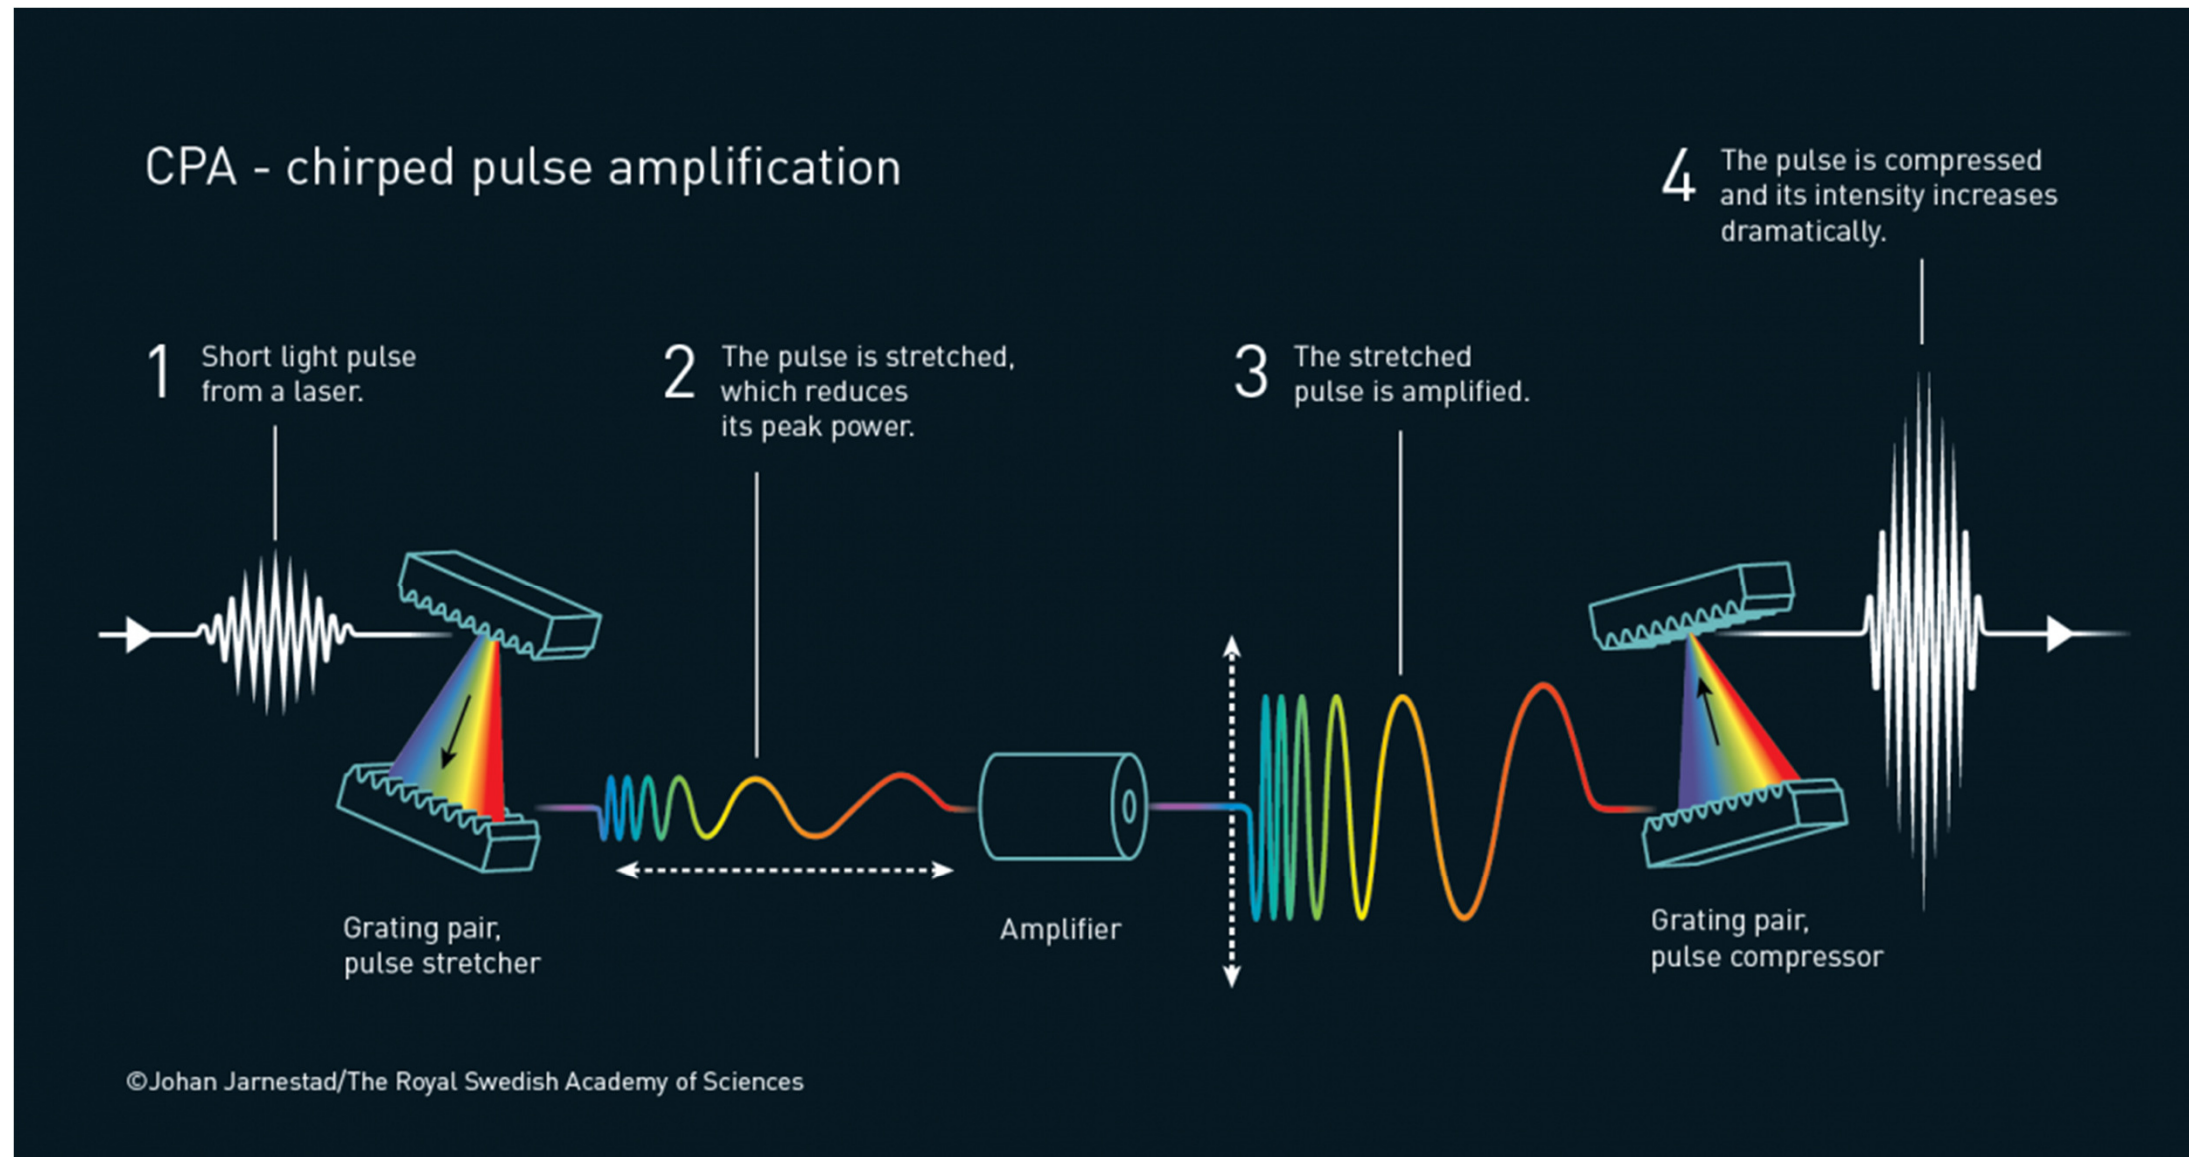 CPA - chirped pulse amplification
1
Short light pulse
from a laser.
2
The pulse is stretched,
which reduces
its peak power.
3
The stretched
pulse is amplified.
4
The pulse is compressed
and its intensity increases
dramatically.
Grating pair,
pulse stretcher
Amplifier
Grating pair,
pulse compressor
©Johan Jarnestad/The Royal Swedish Academy of Sciences